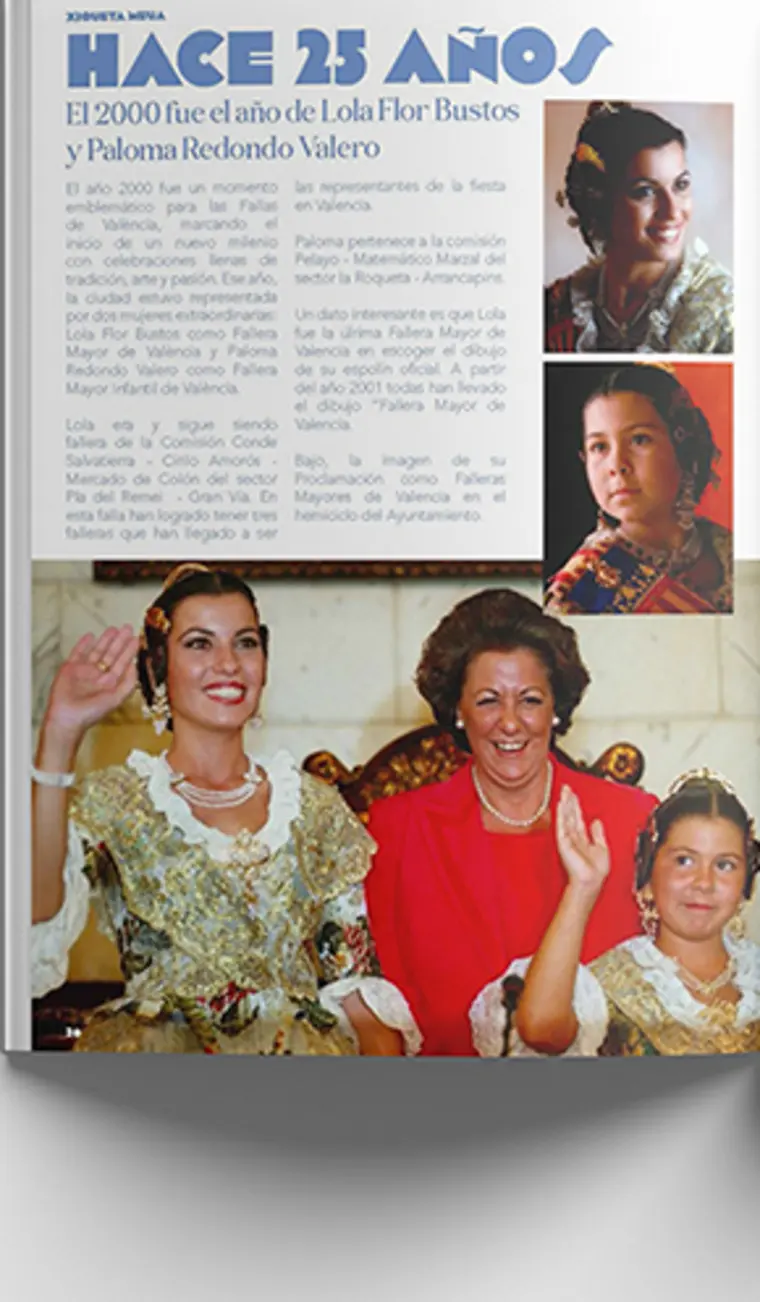 XIQUETA MEUA
HACE 25 AÑOS
El 2000 fue el año de Lola Flor Bustos
y Paloma Redondo Valero
El año 2000 fue un momento
emblemático para las Fallas
de València, marcando el
inicio de un nuevo milenio
con celebraciones llenas de
tradición, arte y pasión. Ese año,
la ciudad estuvo representada
por dos mujeres extraordinarias:
Lola Flor Bustos como Fallera
Mayor de València y Paloma
Redondo Valero como Fallera
Mayor Infantil de València.
Lola era y sigue siendo
fallera de la Comisión Conde
Salvatierra - Cirilo Amorós -
Mercado de Colón del sector
Pla del Remei - Gran Vía. En
esta falla han logrado tener tres
falleras que han llegado a ser
las representantes de la fiesta
en Valencia.
Paloma pertenece a la comisión
Pelayo - Matemático Marzal del
sector la Roqueta - Arrancapins.
Un dato interesante es que Lola
fue la úlrima Fallera Mayor de
Valencia en escoger el dibujo
de su espolín oficial. A partir
del año 2001 todas han llevado
el dibujo "Fallera Mayor de
Valencia.
Bajo, la imagen de su
Proclamación como Falleras
Mayores de Valencia en el
hemiciclo del Ayuntamiento.